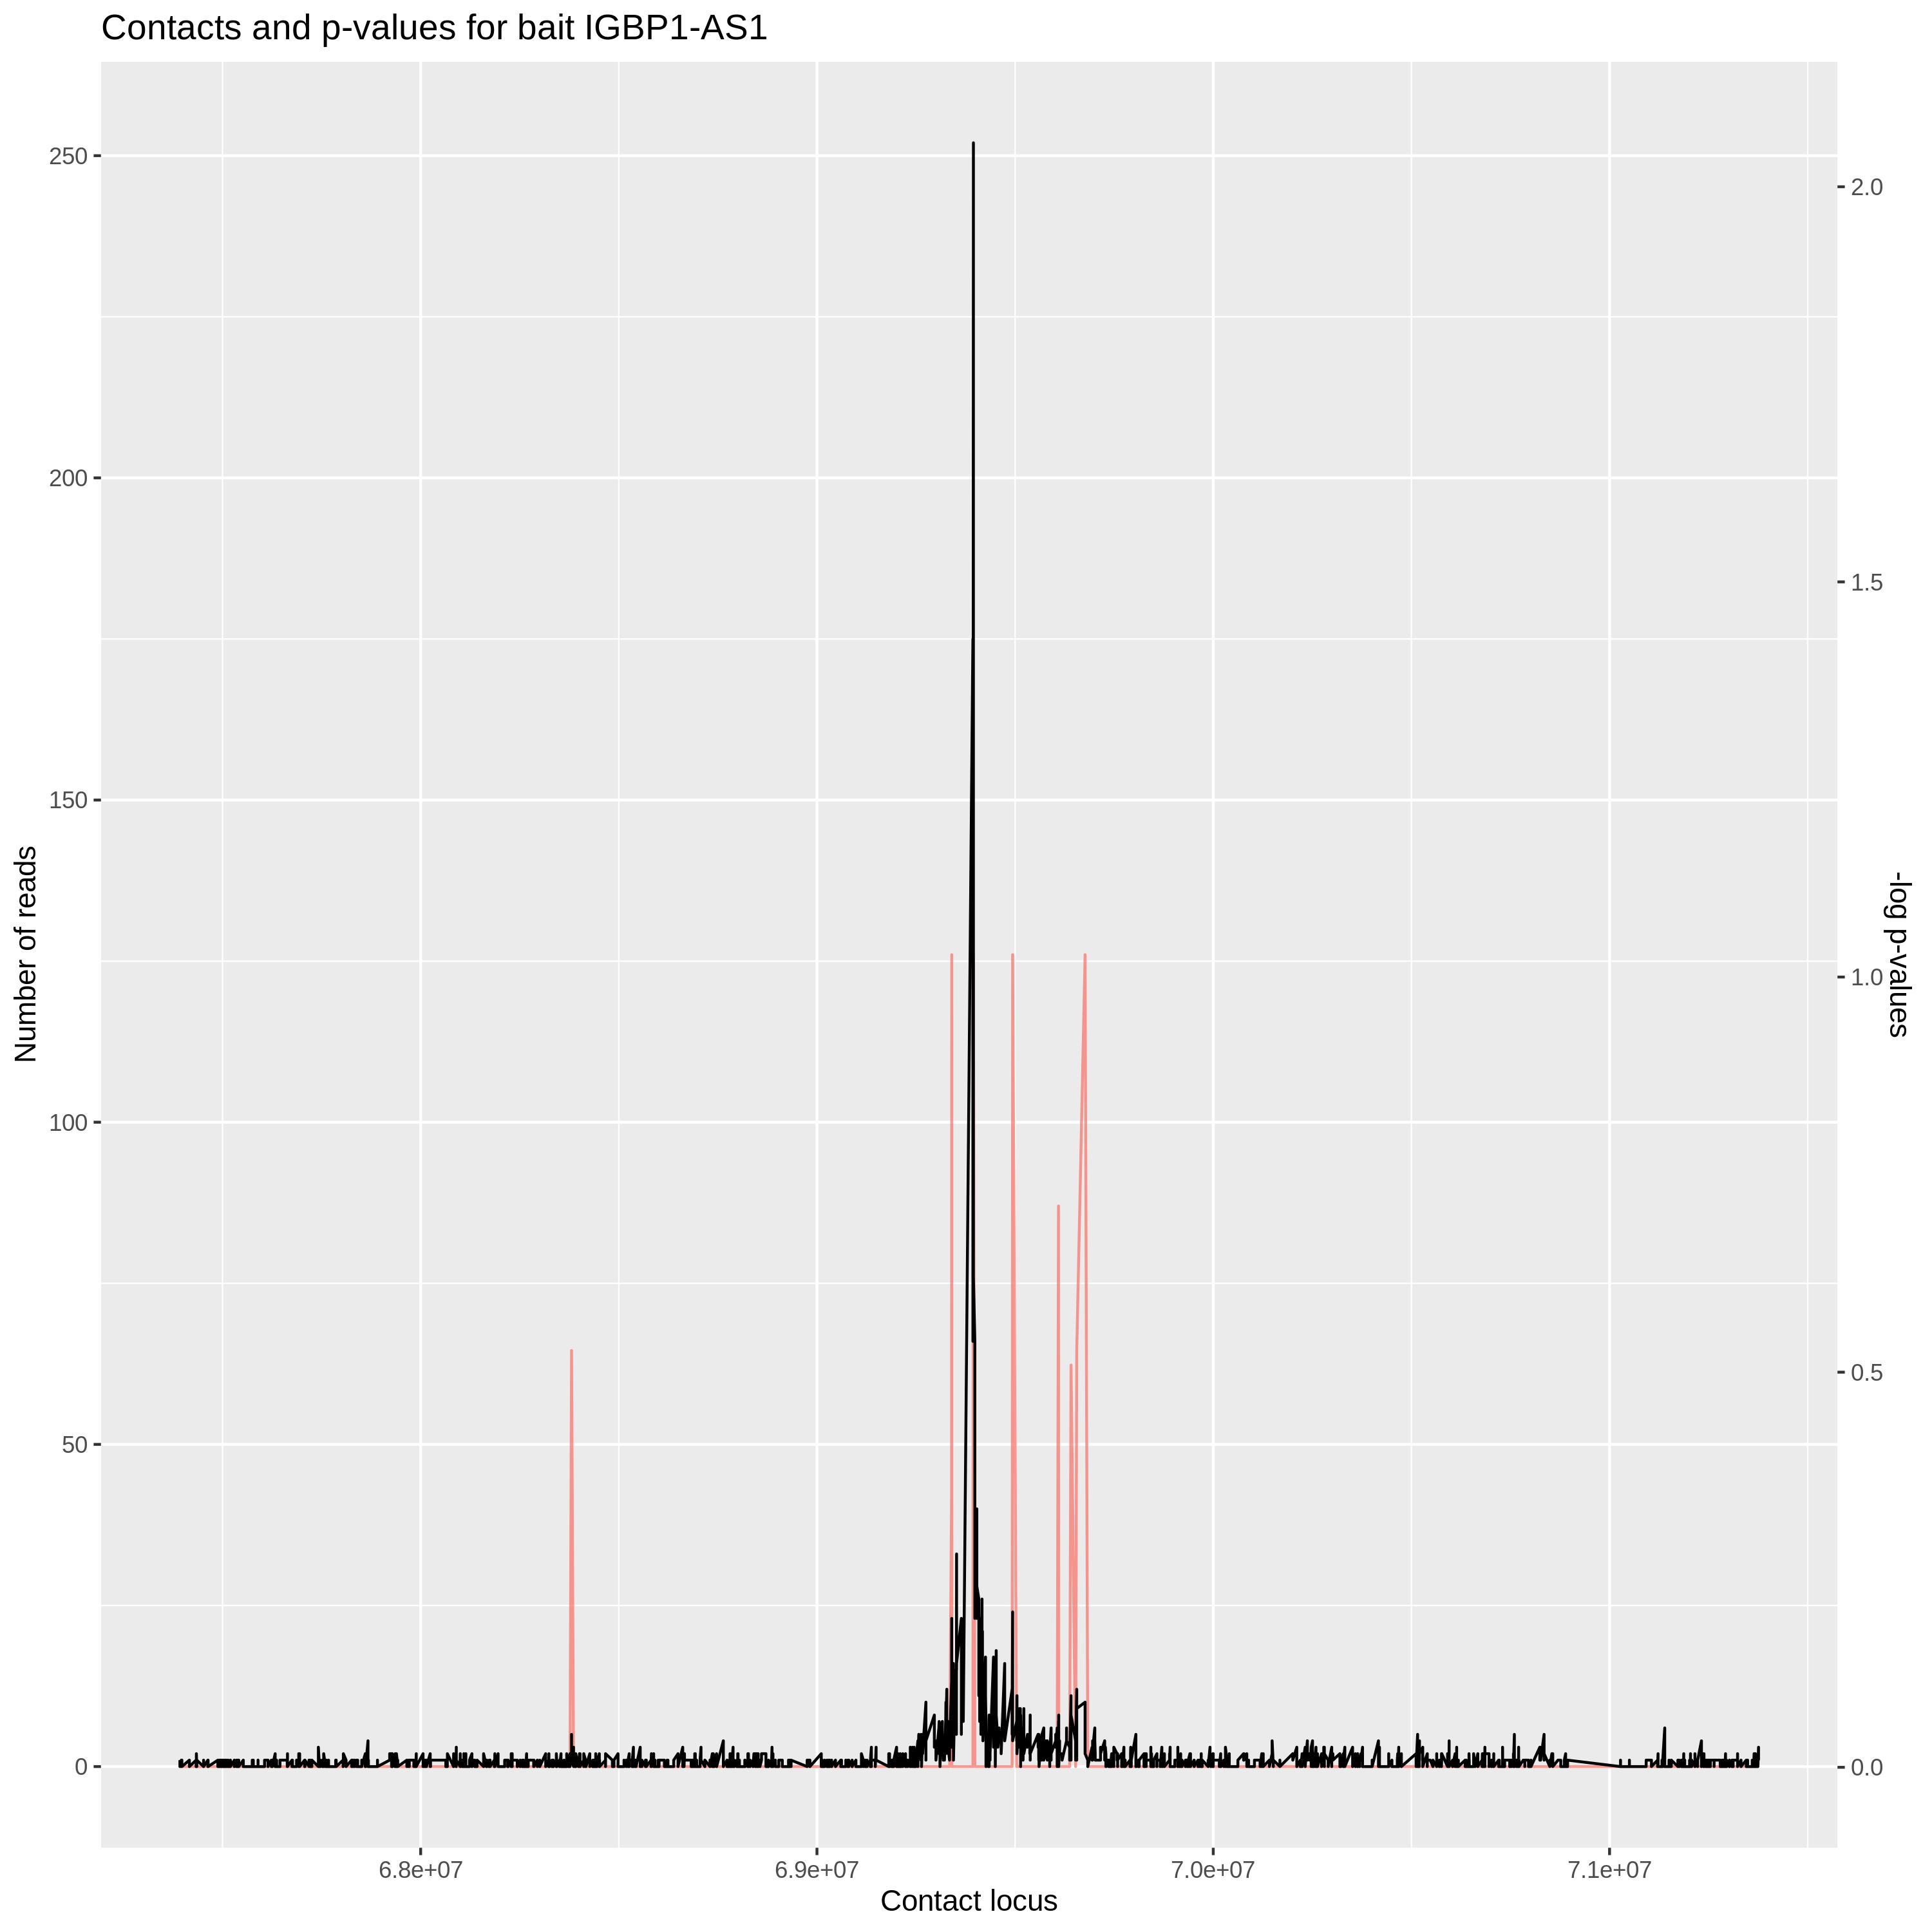 Contacts and p-values for bait IGBP1-AS1
250
200
150
100
50
0
Number of reads
2.0
1.5
1.0
0.5
0.0
-log p-values
6.8e+07
6.9e+07
7.0e+07
7.1e+07
Contact locus